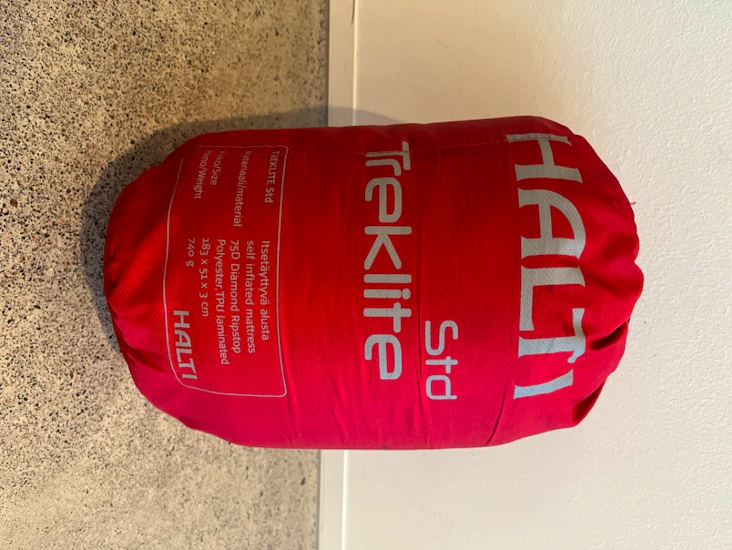 HALTI
Treklite
Std
TREKLITE Std Itsetäyttyvä alusta
self inflated mattress
Materiaali/material 75D Diamond Ripstop
Polyester, TPU laminated
Koko/Size 183 x 51 x 3 cm
Paino/Weight 740 g
HALTI